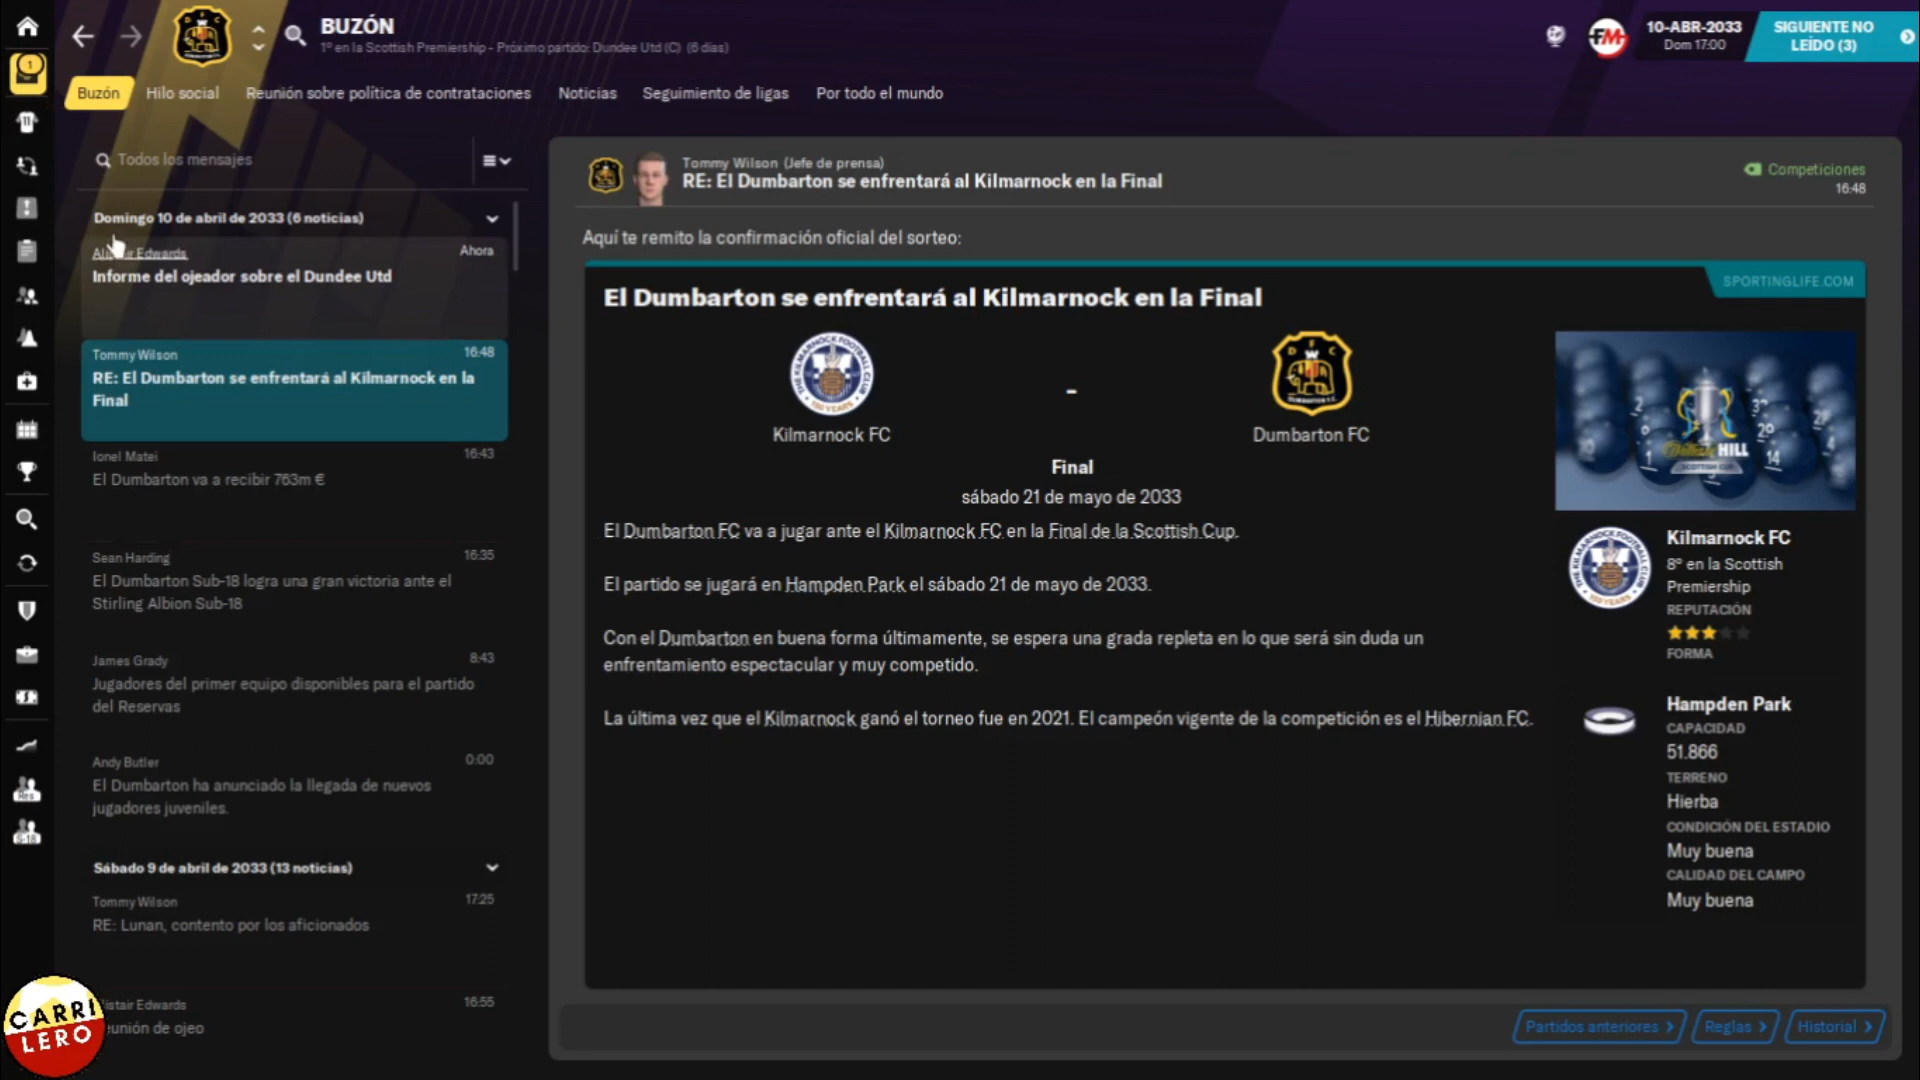 BUZÓN
1º en la Scottish Premiership - Próximo partido: Dundee Utd (C) (6 días)
FM
10-ABR-2033
Dom 17:00
SIGUIENTE NO
LEÍDO (3)
1
Buzón
Hilo social
Reunión sobre política de contrataciones
Noticias
Seguimiento de ligas
Por todo el mundo
Todos los mensajes
Domingo 10 de abril de 2033 (6 noticias)
Edwards
Ahora
Informe del ojeador sobre el Dundee Utd
Tommy Wilson
16:48
RE: El Dumbarton se enfrentará al Kilmarnock en la
Final
Ionel Matei
16:43
El Dumbarton va a recibir 763m €
Sean Harding
16:35
El Dumbarton Sub-18 logra una gran victoria ante el
Stirling Albion Sub-18
James Grady
8:43
Jugadores del primer equipo disponibles para el partido
del Reservas
Andy Butler
0:00
El Dumbarton ha anunciado la llegada de nuevos
jugadores juveniles.
Sábado 9 de abril de 2033 (13 noticias)
Tommy Wilson
17:25
RE: Lunan, contento por los aficionados
istair Edwards
16:55
eunión de ojeo
CARRI
LERO
Tommy Wilson (Jefe de prensa)
RE: El Dumbarton se enfrentará al Kilmarnock en la Final
Competiciones
16:48
Aquí te remito la confirmación oficial del sorteo:
SPORTINGLIFE.COM
El Dumbarton se enfrentará al Kilmarnock en la Final
-
Kilmarnock FC
Dumbarton FC
Final
sábado 21 de mayo de 2033
El Dumbarton FC va a jugar ante el Kilmarnock FC en la Final de la Scottish Cup.
El partido se jugará en Hampden Park el sábado 21 de mayo de 2033.
Con el Dumbarton en buena forma últimamente, se espera una grada repleta en lo que será sin duda un
enfrentamiento espectacular y muy competido.
La última vez que el Kilmarnock ganó el torneo fue en 2021. El campeón vigente de la competición es el Hibernian FC.
HILL
SCOTTISH CUP
Kilmarnock FC
8º en la Scottish
Premiership
REPUTACIÓN
FORMA
Hampden Park
CAPACIDAD
51.866
TERRENO
Hierba
CONDICIÓN DEL ESTADIO
Muy buena
CALIDAD DEL CAMPO
Muy buena
Partidos anteriores
Reglas
Historial